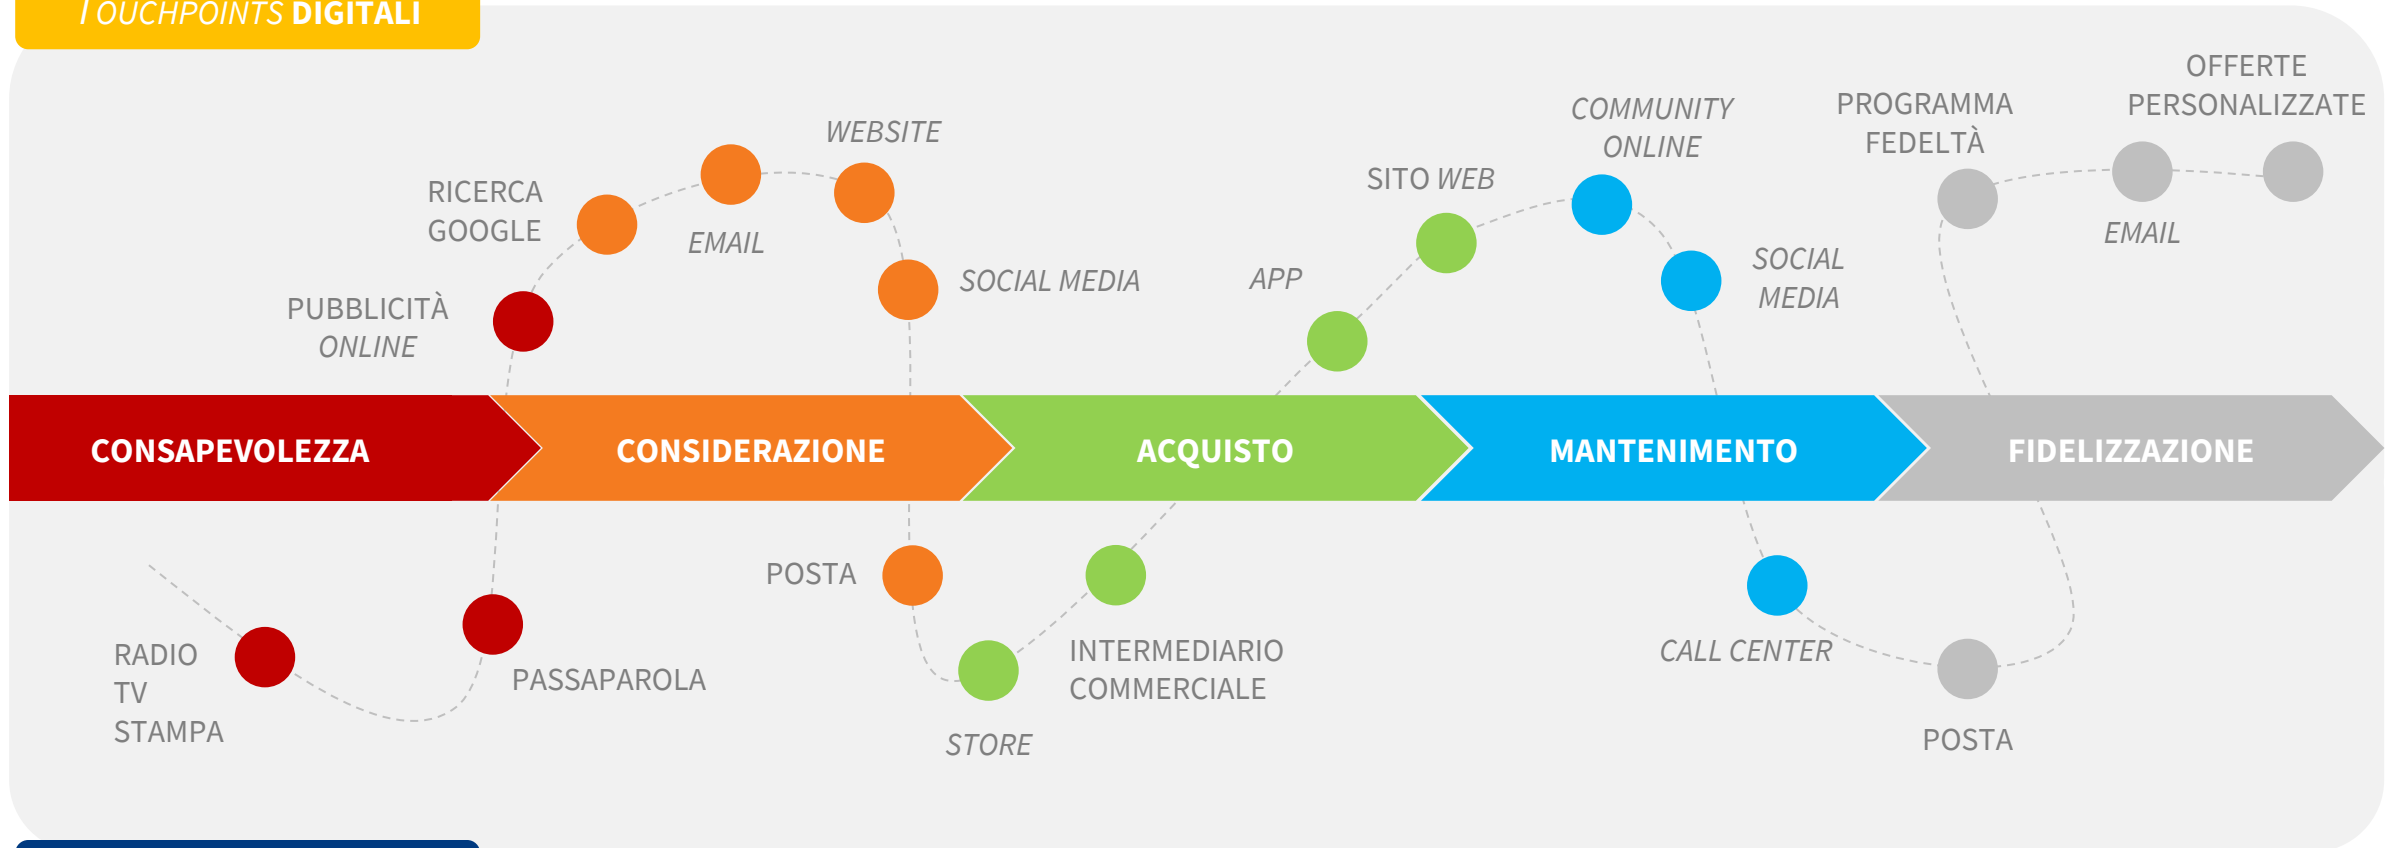 TOUCHPOINTS DIGITALI
OFFERTE
PERSONALIZZATE
PROGRAMMA
FEDELTÀ
COMMUNITY
ONLINE
WEBSITE
SITO WEB
RICERCA
GOOGLE
EMAIL
EMAIL
SOCIAL MEDIA
APP
SOCIAL
MEDIA
PUBBLICITÀ
ONLINE
CONSAPEVOLEZZA
CONSIDERAZIONE
ACQUISTO
MANTENIMENTO
FIDELIZZAZIONE
POSTA
RADIO
TV
STAMPA
PASSAPAROLA
INTERMEDIARIO
COMMERCIALE
CALL CENTER
STORE
POSTA